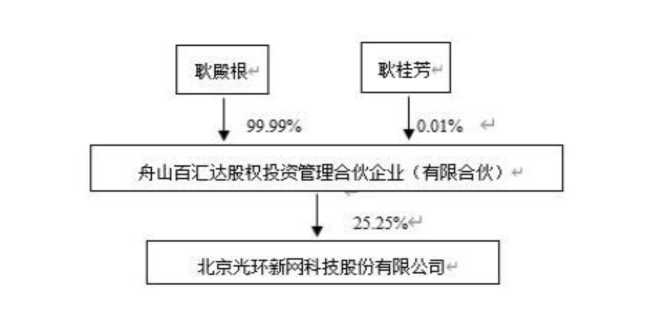 耿殿根
耿桂芳
99.99%
0.01%
舟山百汇达股权投资管理合伙企业（有限合伙）
25.25%
北京光环新网科技股份有限公司